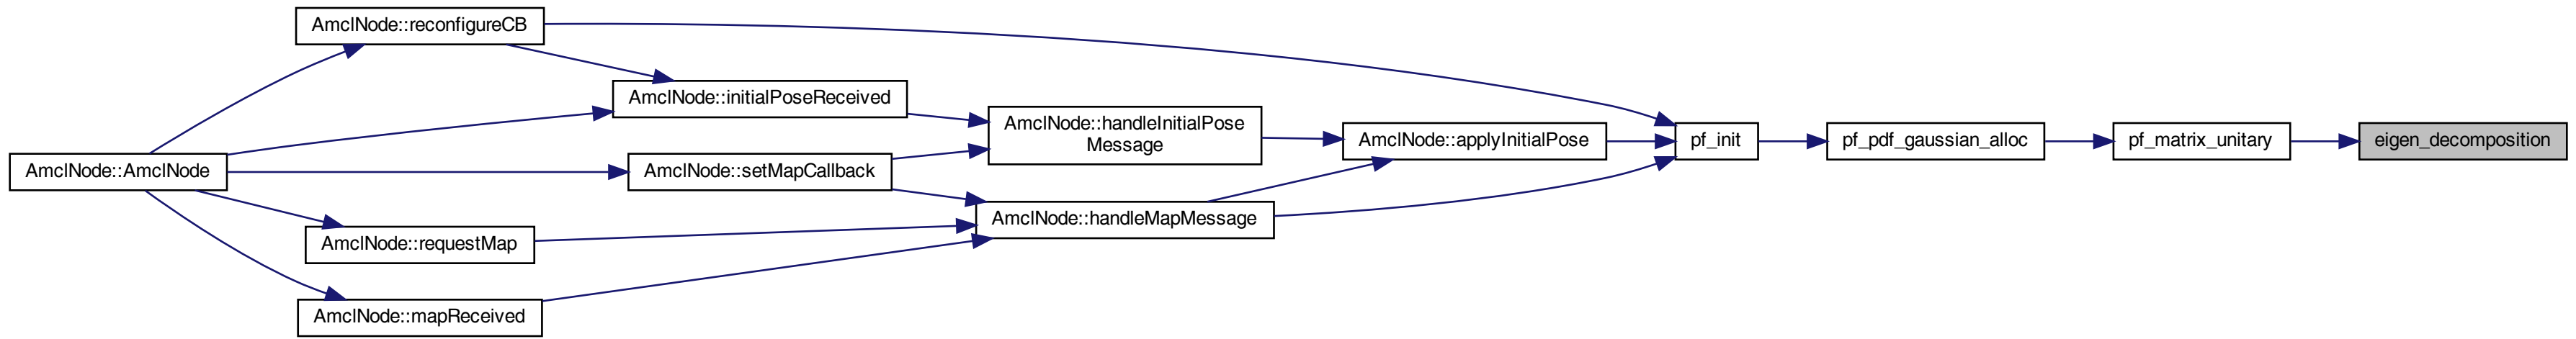 AmclNode::reconfigureCB
AmclNode::initialPoseReceived
AmclNode::handleInitialPose
Message
AmclNode::applyInitialPose
pf_init
pf_pdf_gaussian_alloc
pf_matrix_unitary
eigen_decomposition
AmclNode::AmclNode
AmclNode::setMapCallback
AmclNode::handleMapMessage
AmclNode::requestMap
AmclNode::mapReceived